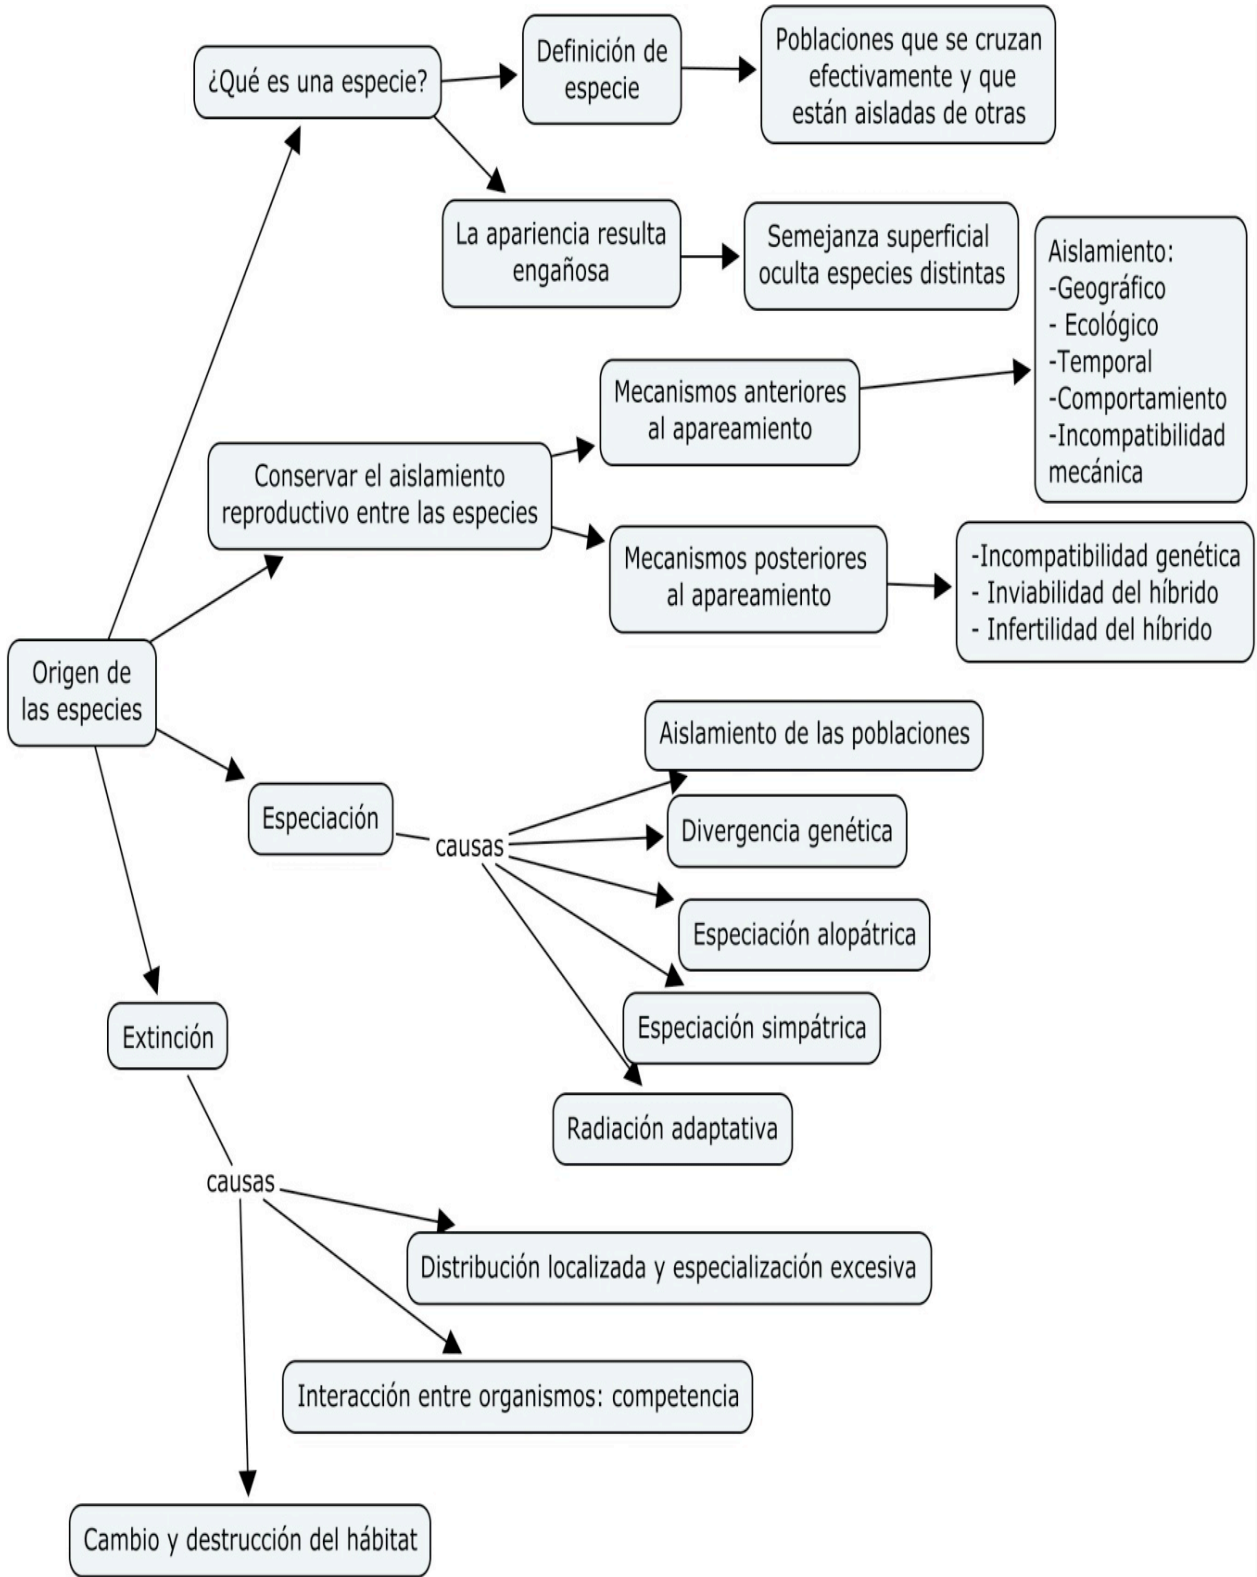 ¿Qué es una especie?
Definición de
especie
Poblaciones que se cruzan
efectivamente y que
están aisladas de otras
La apariencia resulta
engañosa
Semejanza superficial
oculta especies distintas
Conservar el aislamiento
reproductivo entre las especies
Mecanismos anteriores
al apareamiento
Aislamiento:
-Geográfico
- Ecológico
-Temporal
-Comportamiento
-Incompatibilidad
mecánica
Mecanismos posteriores
al apareamiento
-Incompatibilidad genética
- Inviabilidad del híbrido
- Infertilidad del híbrido
Origen de
las especies
Especiación
causas
Aislamiento de las poblaciones
Divergencia genética
Especiación alopátrica
Especiación simpátrica
Radiación adaptativa
Extinción
causas
Distribución localizada y especialización excesiva
Interacción entre organismos: competencia
Cambio y destrucción del hábitat